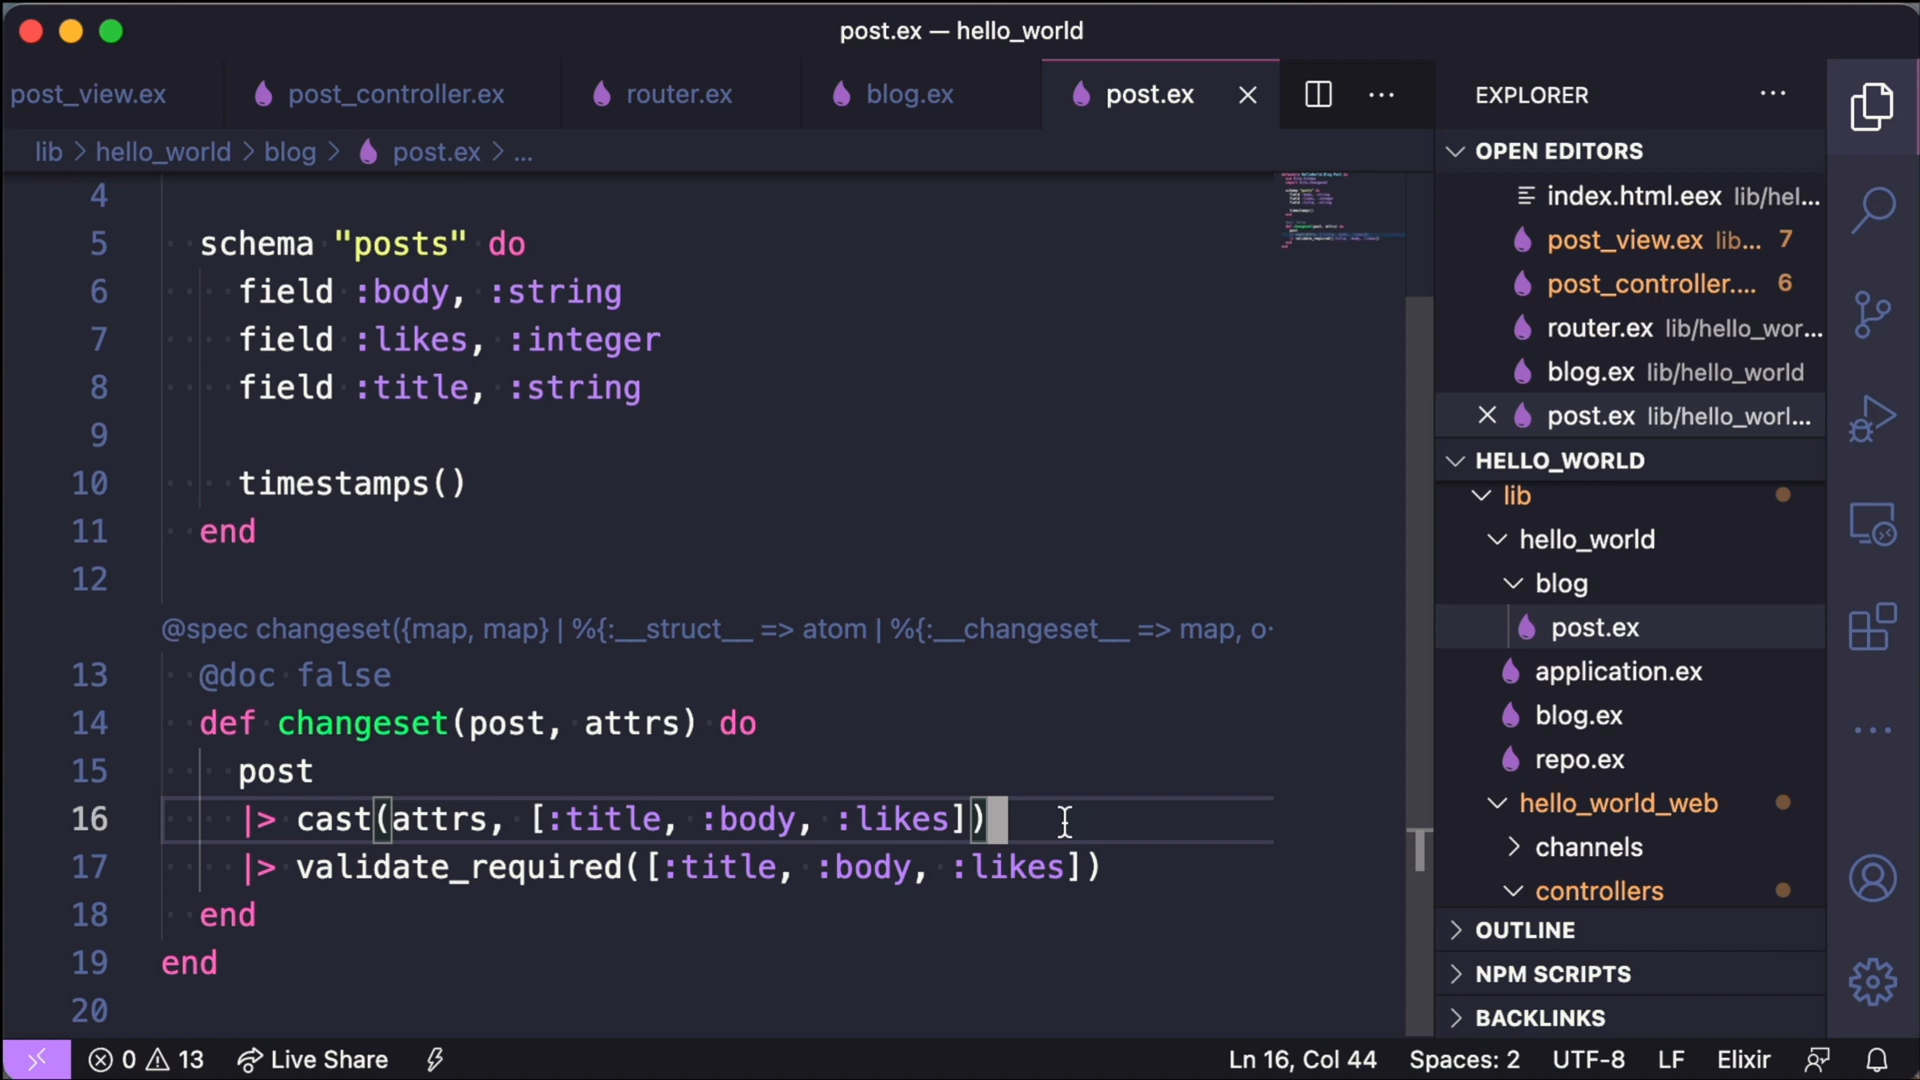 post.ex — hello_world
post_view.ex
post_controller.ex
router.ex
blog.ex
post.ex
lib > hello_world > blog > post.ex > ...
4
5 schema "posts" do
6 field :body, :string
7 field :likes, :integer
8 field :title, :string
9
10 timestamps()
11 end
12
@spec changeset({map, map} | %{:__struct__ => atom | %{:__changeset__ => map, o
13 @doc false
14 def changeset(post, attrs) do
15 post
16 |> cast(attrs, [:title, :body, :likes])
17 |> validate_required([:title, :body, :likes])
18 end
19 end
20
EXPLORER
OPEN EDITORS
index.html.eex lib/hel...
post_view.ex lib... 7
post_controller.... 6
router.ex lib/hello_wor...
blog.ex lib/hello_world
post.ex lib/hello_worl...
HELLO_WORLD
lib
hello_world
blog
post.ex
application.ex
blog.ex
repo.ex
hello_world_web
channels
controllers
OUTLINE
NPM SCRIPTS
BACKLINKS
0 13 Live Share
Ln 16, Col 44 Spaces: 2 UTF-8 LF Elixir